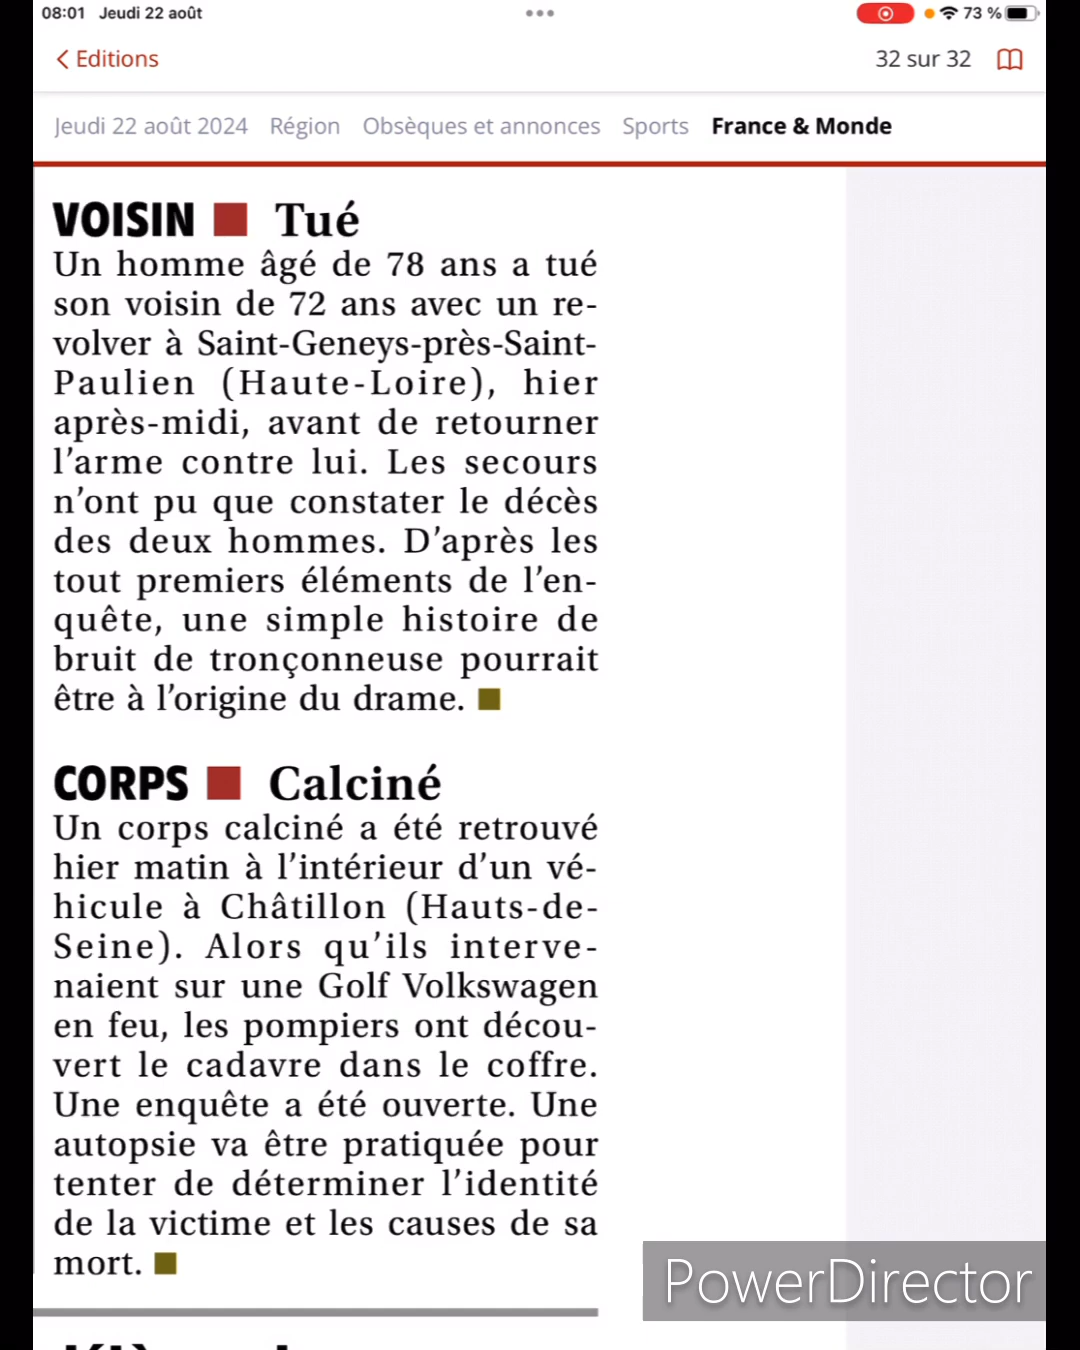 08:01 Jeudi 22 août
73 %
Editions
32 sur 32
Jeudi 22 août 2024 Région Obsèques et annonces Sports France & Monde
VOISIN ■ Tué
Un homme âgé de 78 ans a tué
son voisin de 72 ans avec un re-
volver à Saint-Geneys-près-Saint-
Paulien (Haute-Loire), hier
après-midi, avant de retourner
l’arme contre lui. Les secours
n’ont pu que constater le décès
des deux hommes. D’après les
tout premiers éléments de l’en-
quête, une simple histoire de
bruit de tronçonneuse pourrait
être à l’origine du drame. ■
CORPS ■ Calciné
Un corps calciné a été retrouvé
hier matin à l’intérieur d’un vé-
hicule à Châtillon (Hauts-de-
Seine). Alors qu’ils interve-
naient sur une Golf Volkswagen
en feu, les pompiers ont décou-
vert le cadavre dans le coffre.
Une enquête a été ouverte. Une
autopsie va être pratiquée pour
tenter de déterminer l’identité
de la victime et les causes de sa
mort. ■
PowerDirector